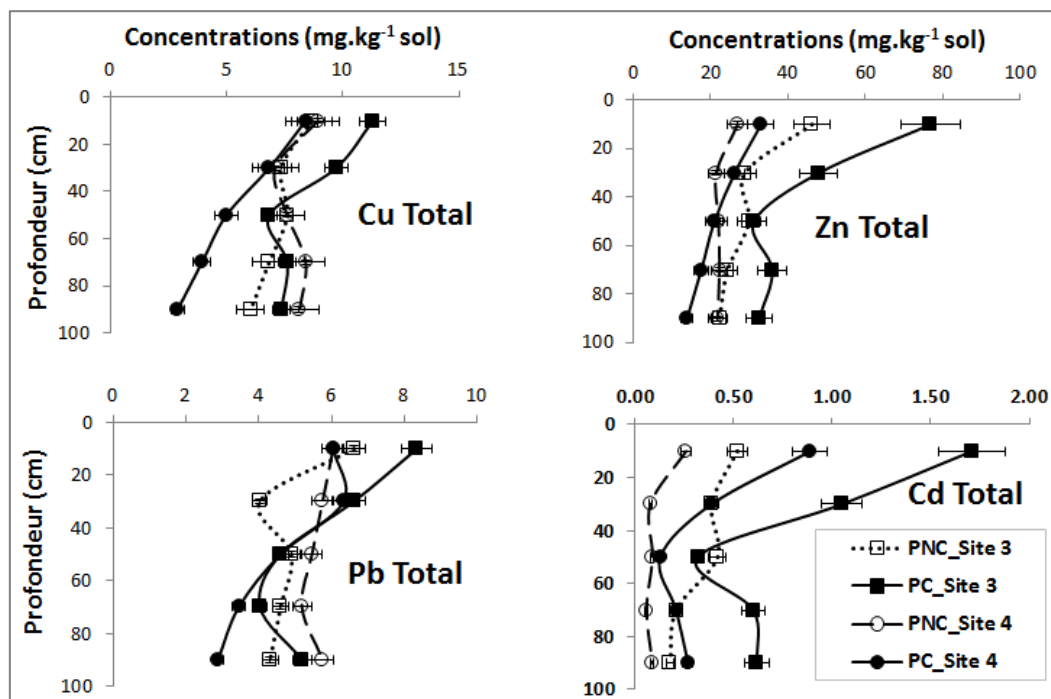 Concentrations (mg.kg-1 sol)
0 5 10 15
Profondeur (cm)
0
20
40
60
80
100
Cu Total
Concentrations (mg.kg-1 sol)
0 20 40 60 80 100
0
20
40
60
80
100
Zn Total
0 2 4 6 8 10
Profondeur (cm)
0
20
40
60
80
100
Pb Total
0.00 0.50 1.00 1.50 2.00
0
20
40
60
80
100
Cd Total
PNC_Site 3
PC_Site 3
PNC_Site 4
PC_Site 4